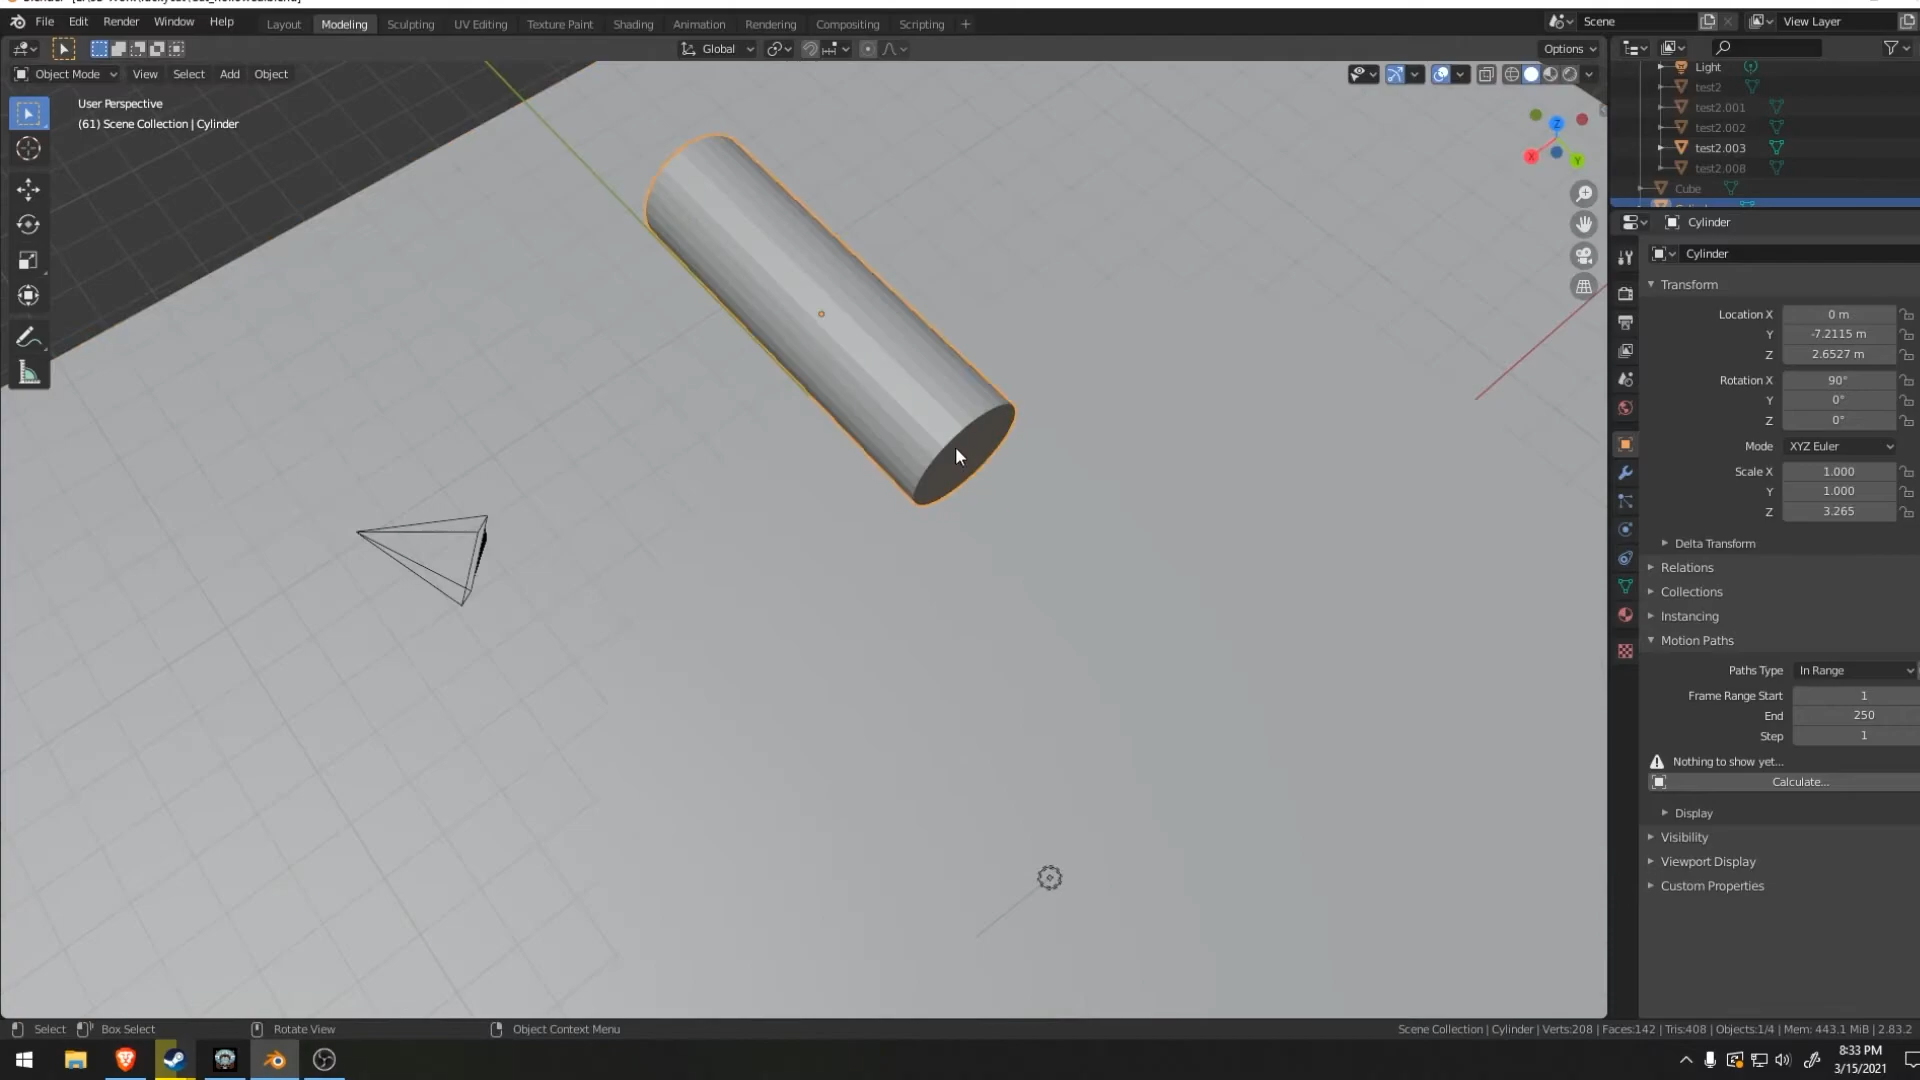 File Edit Render Window Help
Layout Modeling Sculpting UV Editing Texture Paint Shading Animation Rendering Compositing Scripting +
Scene View Layer
Global Options
Object Mode View Select Add Object
User Perspective
(61) Scene Collection | Cylinder
Z
X
Y
Light
test2
test2.001
test2.002
test2.003
test2.008
Cube
Cylinder
Cylinder
Transform
Location X 0 m
Y -7.2115 m
Z 2.6527 m
Rotation X 90°
Y 0°
Z 0°
Mode XYZ Euler
Scale X 1.000
Y 1.000
Z 3.265
Delta Transform
Relations
Collections
Instancing
Motion Paths
Paths Type In Range
Frame Range Start 1
End 250
Step 1
Nothing to show yet...
Calculate...
Display
Visibility
Viewport Display
Custom Properties
Select Box Select Rotate View Object Context Menu
Scene Collection | Cylinder | Verts:208 | Faces:142 | Tris:408 | Objects:1/4 | Mem: 443.1 MiB | 2.83.2
8:33 PM
3/15/2021